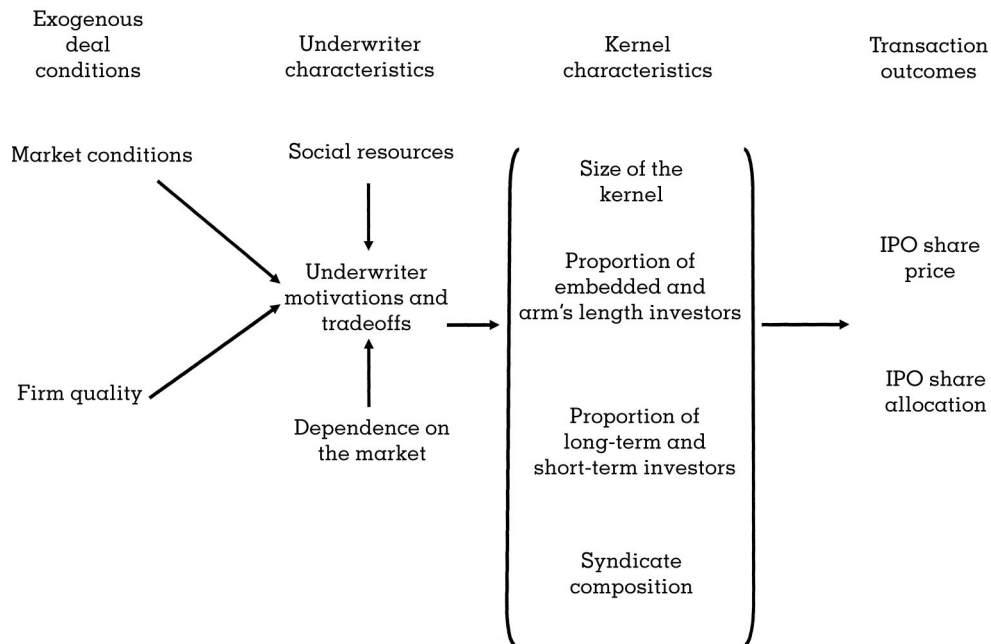 Exogenous
deal
conditions
Underwriter
characteristics
Kernel
characteristics
Transaction
outcomes
Market conditions
Firm quality
Social resources
Underwriter
motivations and
tradeoffs
Dependence on
the market
Size of the
kernel
Proportion of
embedded and
arm's length investors
Proportion of
long-term and
short-term investors
Syndicate
composition
IPO share
price
IPO share
allocation